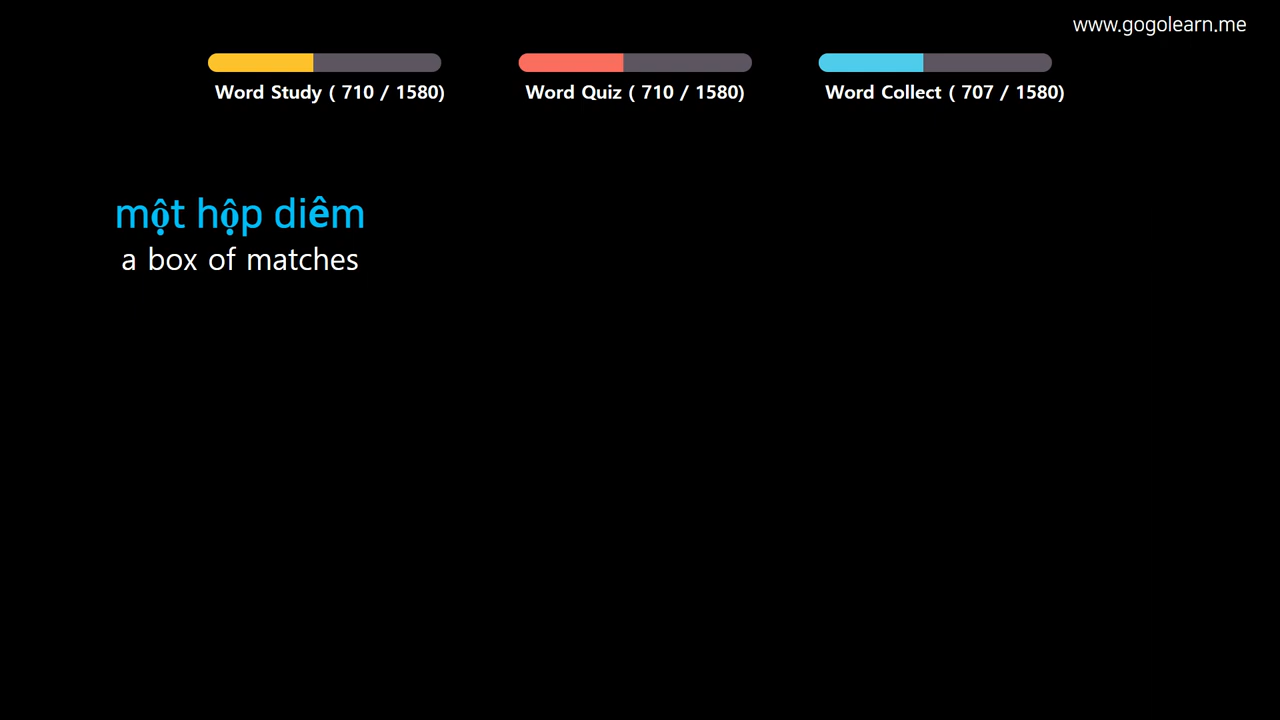 www.gogolearn.me
Word Study ( 710 / 1580)
Word Quiz ( 710 / 1580)
Word Collect ( 707 / 1580)
một hộp diêm
a box of matches